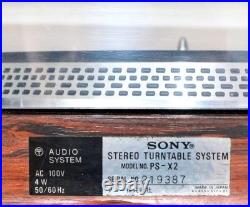 AUDIO
SYSTEM
AC 100V
4 W
50/60Hz
SONY®
STEREO TURNTABLE SYSTEM
MODEL NO. PS-X2
SERIAL NO. 219387